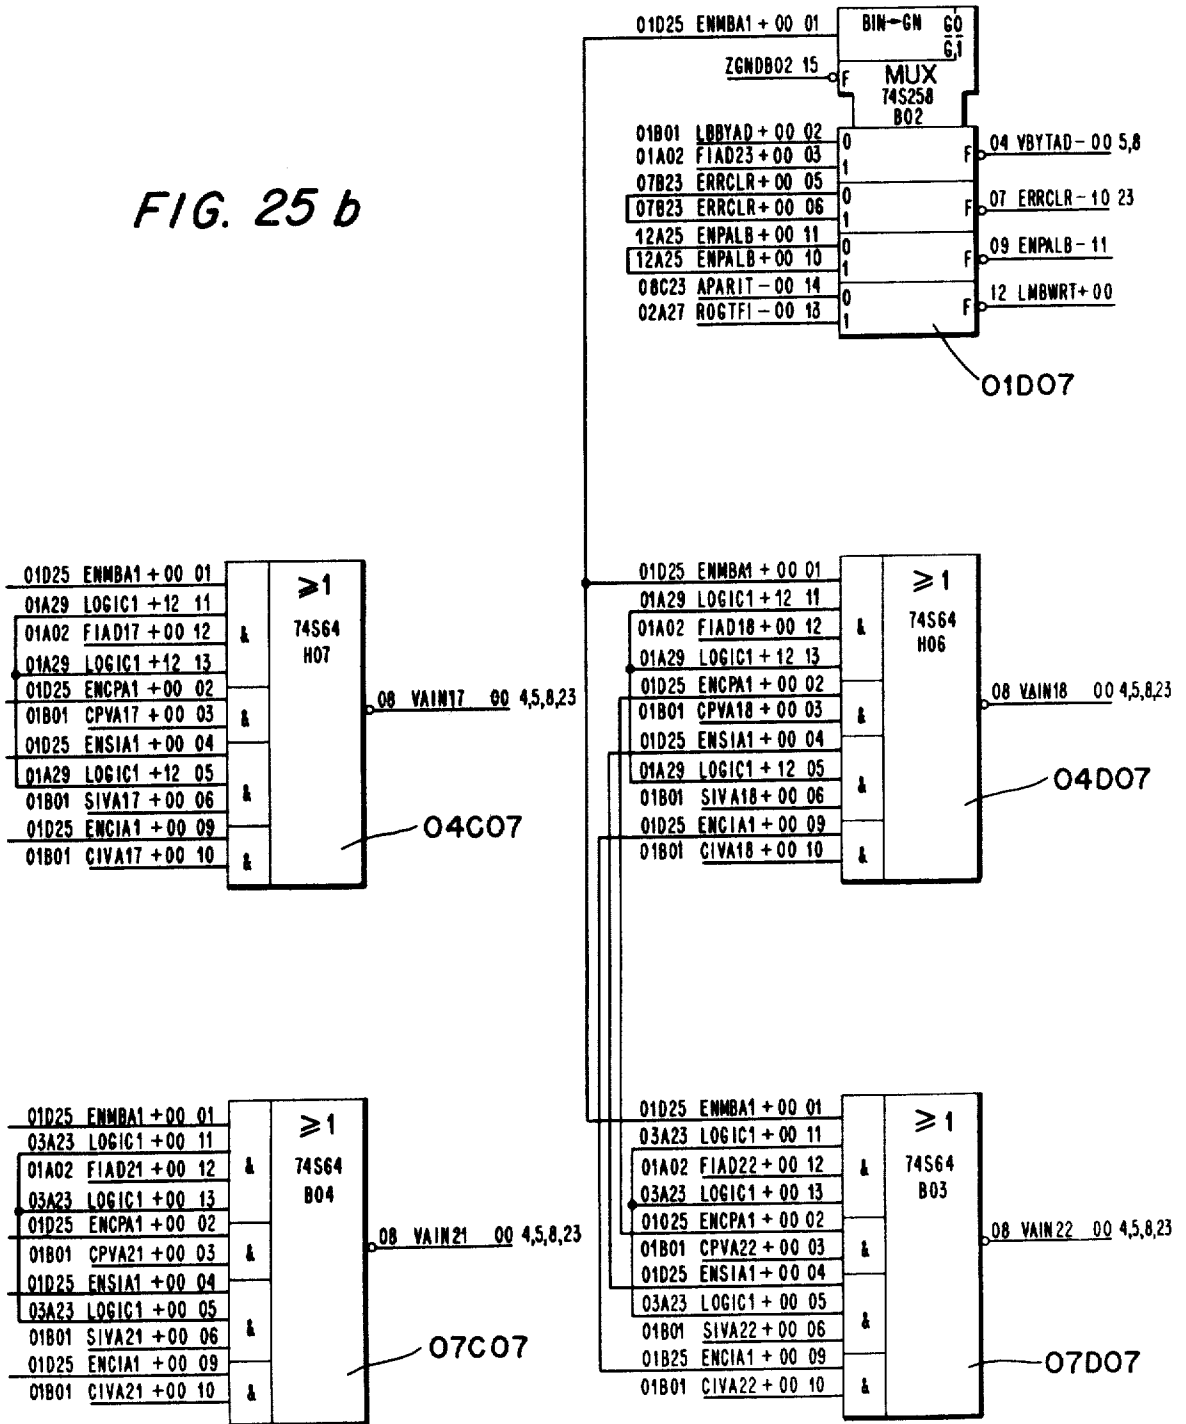 FIG. 25 b
01D25 ENMBA1 + 00 01
ZGNDB02 15
BIN→GN G0
G1
F
MUX
74S258
B02
01B01 LBBYAD + 00 02 0
01A02 FIAD23 + 00 03 1
F 04 VBYTAD - 00 5,8
07B23 ERRCLR + 00 05 0
07B23 ERRCLR + 00 06 1
F 07 ERRCLR - 10 23
12A25 ENPALB + 00 11 0
12A25 ENPALB + 00 10 1
F 09 ENPALB - 11
08C23 APARIT - 00 14 0
02A27 ROGTFI - 00 13 1
F 12 LMBWRT + 00
01D07
01D25 ENMBA1 + 00 01
01A29 LOGIC1 + 12 11
01A02 FIAD17 + 00 12 &
01A29 LOGIC1 + 12 13
01D25 ENCPA1 + 00 02
01B01 CPVA17 + 00 03 &
01D25 ENSIA1 + 00 04
01A29 LOGIC1 + 12 05
01B01 SIVA17 + 00 06 &
01D25 ENCIA1 + 00 09
01B01 CIVA17 + 00 10 &
≥1
74S64
H07
08 VAIN17 00 4,5,8,23
04C07
01D25 ENMBA1 + 00 01
01A29 LOGIC1 + 12 11
01A02 FIAD18 + 00 12 &
01A29 LOGIC1 + 12 13
01D25 ENCPA1 + 00 02
01B01 CPVA18 + 00 03 &
01D25 ENSIA1 + 00 04
01A29 LOGIC1 + 12 05 &
01B01 SIVA18 + 00 06
01D25 ENCIA1 + 00 09
01B01 CIVA18 + 00 10 &
≥1
74S64
H06
08 VAIN18 00 4,5,8,23
04D07
01D25 ENMBA1 + 00 01
03A23 LOGIC1 + 00 11
01A02 FIAD21 + 00 12 &
03A23 LOGIC1 + 00 13
01D25 ENCPA1 + 00 02
01B01 CPVA21 + 00 03 &
01D25 ENSIA1 + 00 04
03A23 LOGIC1 + 00 05
01B01 SIVA21 + 00 06 &
01D25 ENCIA1 + 00 09
01B01 CIVA21 + 00 10 &
≥1
74S64
B04
08 VAIN21 00 4,5,8,23
07C07
01D25 ENMBA1 + 00 01
03A23 LOGIC1 + 00 11
01A02 FIAD22 + 00 12 &
03A23 LOGIC1 + 00 13
01025 ENCPA1 + 00 02
01B01 CPVA22 + 00 03 &
01D25 ENSIA1 + 00 04
03A23 LOGIC1 + 00 05
01B01 SIVA22 + 00 06 &
01B25 ENCIA1 + 00 09
01B01 CIVA22 + 00 10 &
≥1
74S64
B03
08 VAIN22 00 4,5,8,23
07D07